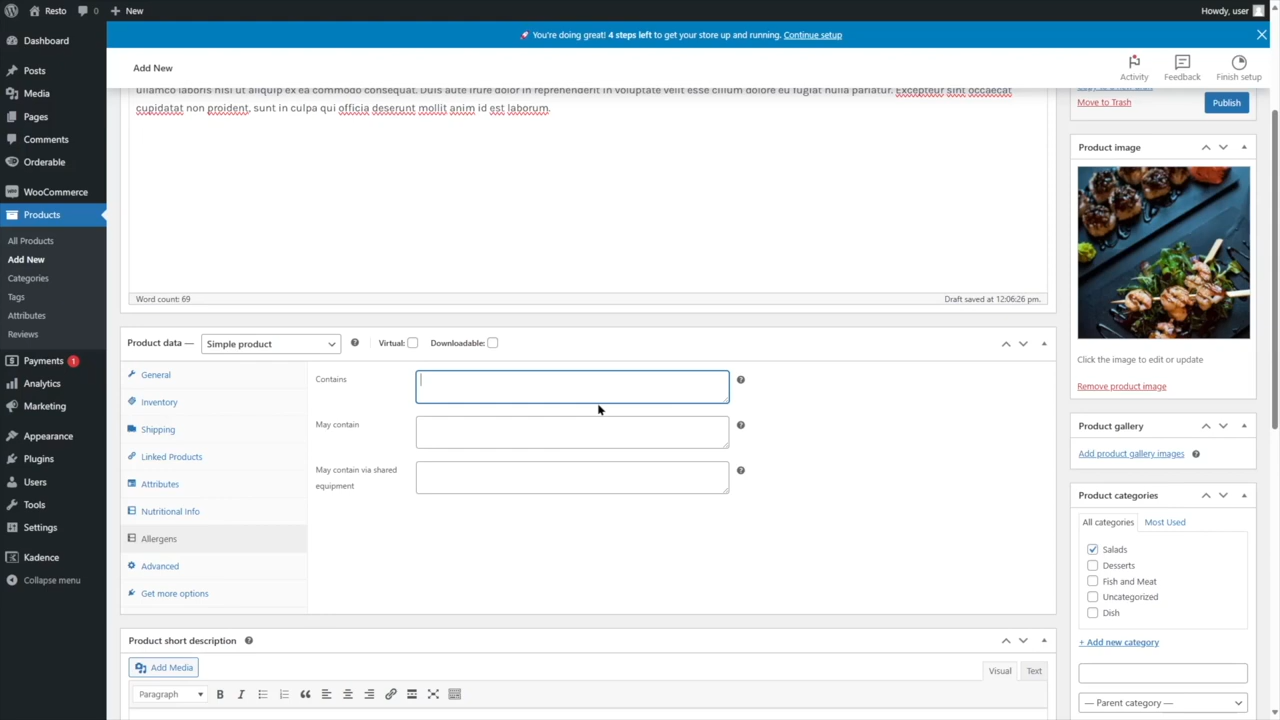 Resto
0
New
Howdy, user
🚀 You're doing great! 4 steps left to get your store up and running. Continue setup
Dashboard
Posts
Media
Pages
Comments
Orderable
WooCommerce
Products
All Products
Add New
Categories
Tags
Attributes
Reviews
Payments 1
Analytics
Marketing
Appearance
Plugins
Users
Tools
Settings
Kadence
Collapse menu
Add New
Activity
Feedback
Finish setup
ullamco laboris nisi ut aliquip ex ea commodo consequat. Duis aute irure dolor in reprehenderit in voluptate velit esse cillum dolore eu fugiat nulla pariatur. Excepteur sint occaecat
cupidatat non proident, sunt in culpa qui officia deserunt mollit anim id est laborum.
Word count: 69
Draft saved at 12:06:26 pm.
Product data —
Simple product
Virtual:
Downloadable:
General
Inventory
Shipping
Linked Products
Attributes
Nutritional Info
Allergens
Advanced
Get more options
Contains
May contain
May contain via shared
equipment
Product short description
Add Media
Visual
Text
Paragraph
B
I
Copy to a new draft
Move to Trash
Publish
Product image
Click the image to edit or update
Remove product image
Product gallery
Add product gallery images
Product categories
All categories
Most Used
Salads
Desserts
Fish and Meat
Uncategorized
Dish
+ Add new category
— Parent category —